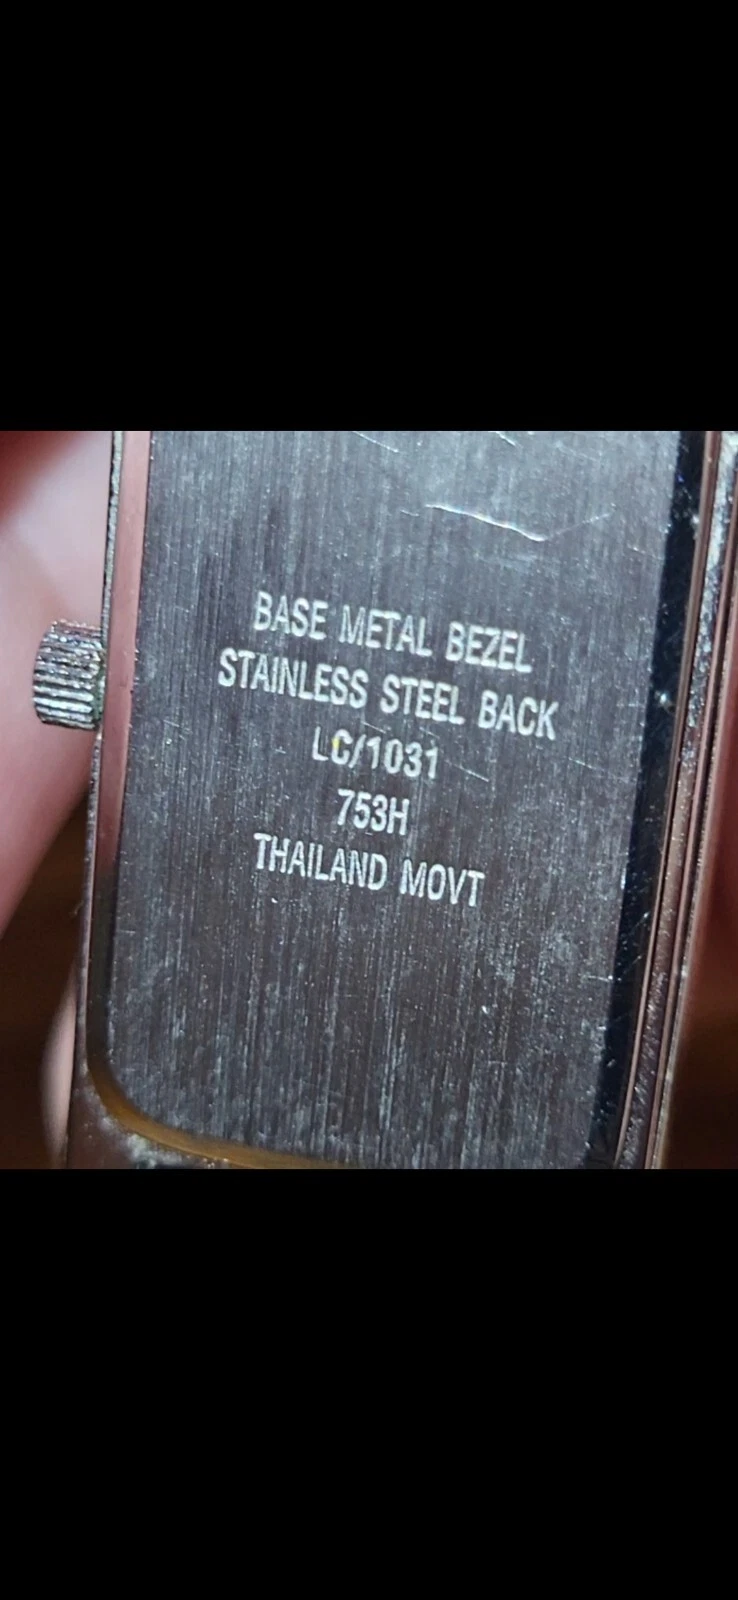 BASE METAL BEZEL
STAINLESS STEEL BACK
LC/1031
753H
THAILAND MOVT